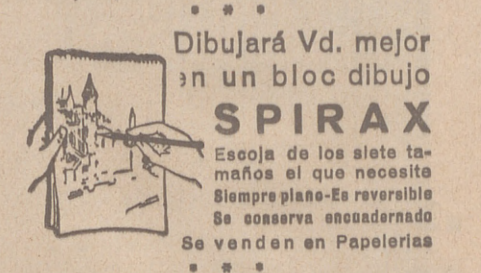 Dibujará Vd. mejor
en un bloc dibujo
SPIRAX
Escoja de los siete ta-
maños el que necesite
Siempre plano-Es reversible
Se conserva encuadernado
Se venden en Papelerias